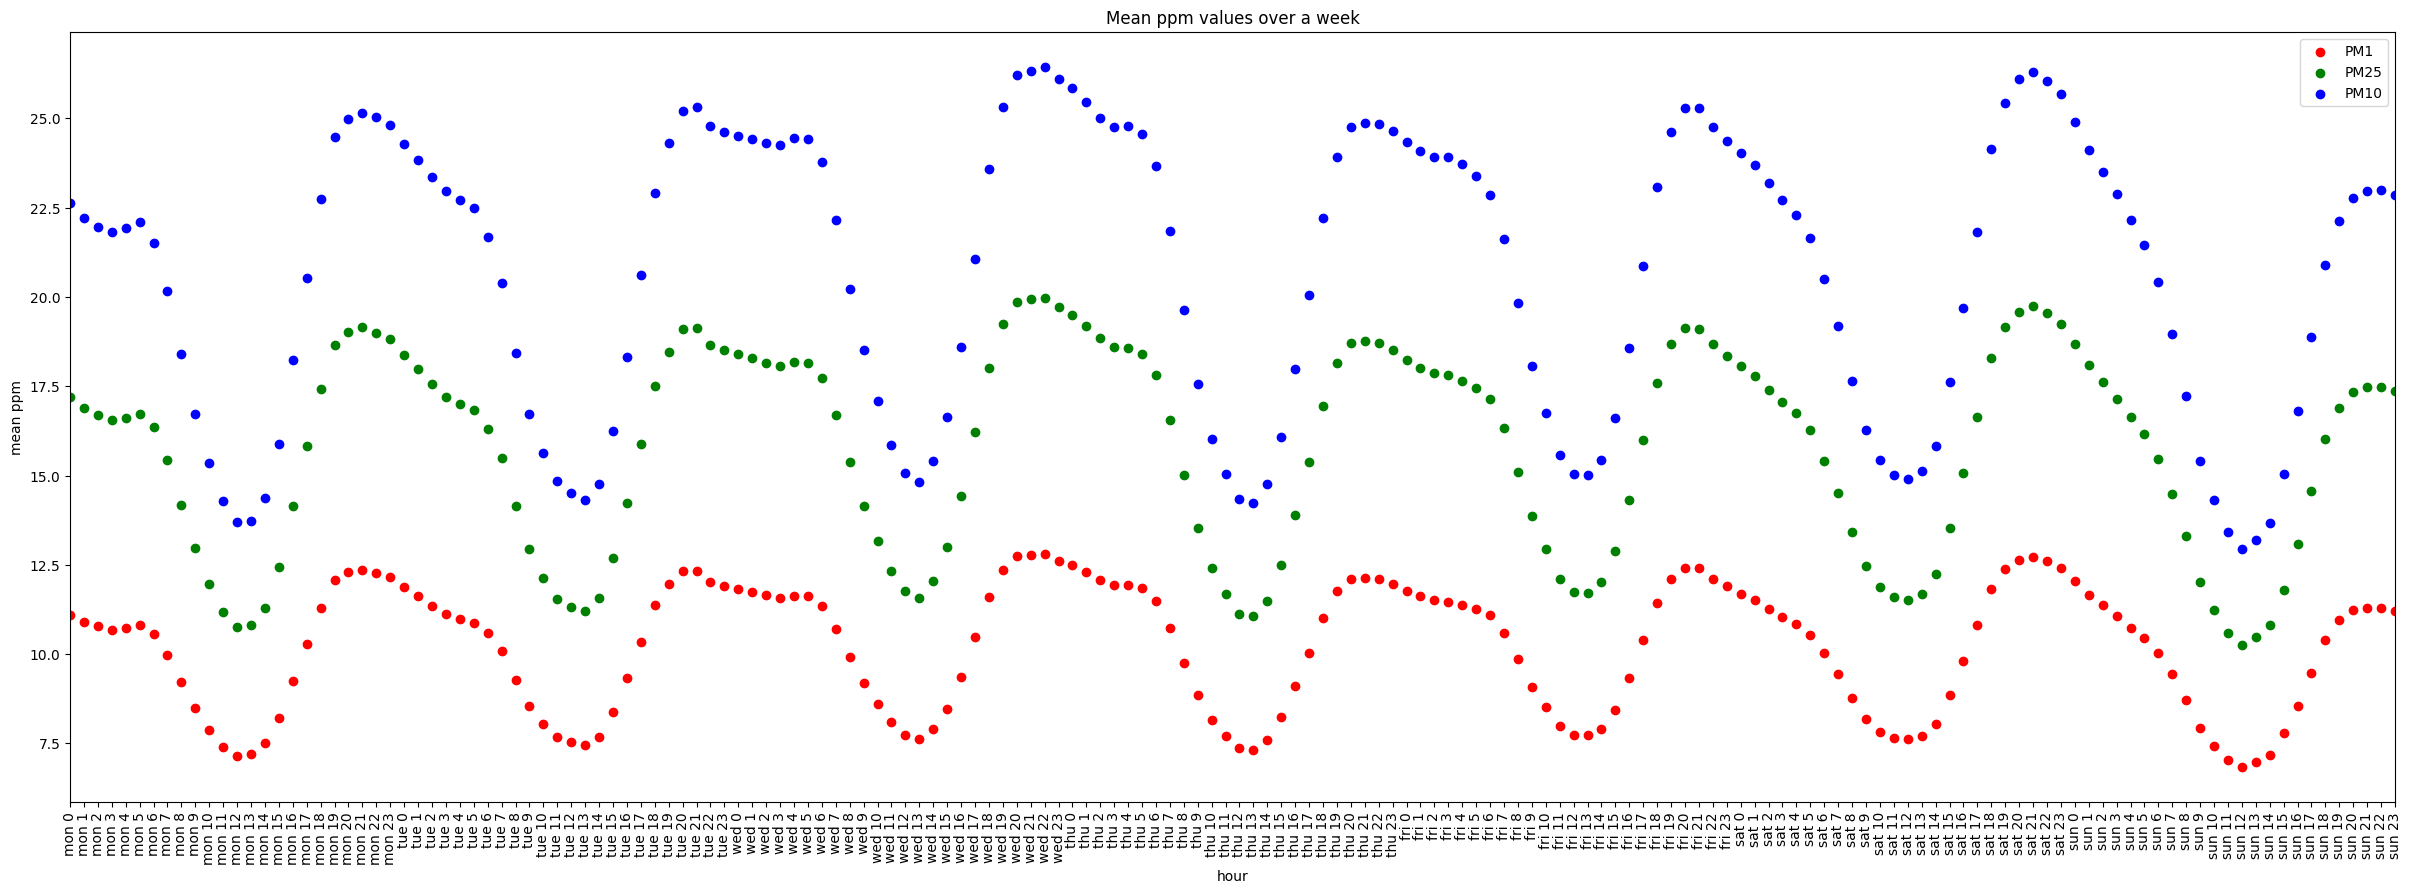 Mean ppm values over a week
PM1
PM25
PM10
mean ppm
25.0
22.5
20.0
17.5
15.0
12.5
10.0
7.5
mon 0
mon 1
mon 2
mon 3
mon 4
mon 5
mon 6
mon 7
mon 8
mon 9
mon 10
mon 11
mon 12
mon 13
mon 14
mon 15
mon 16
mon 17
mon 18
mon 19
mon 20
mon 21
mon 22
mon 23
tue 0
tue 1
tue 2
tue 3
tue 4
tue 5
tue 6
tue 7
tue 8
tue 9
tue 10
tue 11
tue 12
tue 13
tue 14
tue 15
tue 16
tue 17
tue 18
tue 19
tue 20
tue 21
tue 22
tue 23
wed 0
wed 1
wed 2
wed 3
wed 4
wed 5
wed 6
wed 7
wed 8
wed 9
wed 10
wed 11
wed 12
wed 13
wed 14
wed 15
wed 16
wed 17
wed 18
wed 19
wed 20
wed 21
wed 22
wed 23
thu 0
thu 1
thu 2
thu 3
thu 4
thu 5
thu 6
thu 7
thu 8
thu 9
thu 10
thu 11
thu 12
thu 13
thu 14
thu 15
thu 16
thu 17
thu 18
thu 19
thu 20
thu 21
thu 22
thu 23
fri 0
fri 1
fri 2
fri 3
fri 4
fri 5
fri 6
fri 7
fri 8
fri 9
fri 10
fri 11
fri 12
fri 13
fri 14
fri 15
fri 16
fri 17
fri 18
fri 19
fri 20
fri 21
fri 22
fri 23
sat 0
sat 1
sat 2
sat 3
sat 4
sat 5
sat 6
sat 7
sat 8
sat 9
sat 10
sat 11
sat 12
sat 13
sat 14
sat 15
sat 16
sat 17
sat 18
sat 19
sat 20
sat 21
sat 22
sat 23
sun 0
sun 1
sun 2
sun 3
sun 4
sun 5
sun 6
sun 7
sun 8
sun 9
sun 10
sun 11
sun 12
sun 13
sun 14
sun 15
sun 16
sun 17
sun 18
sun 19
sun 20
sun 21
sun 22
sun 23
hour